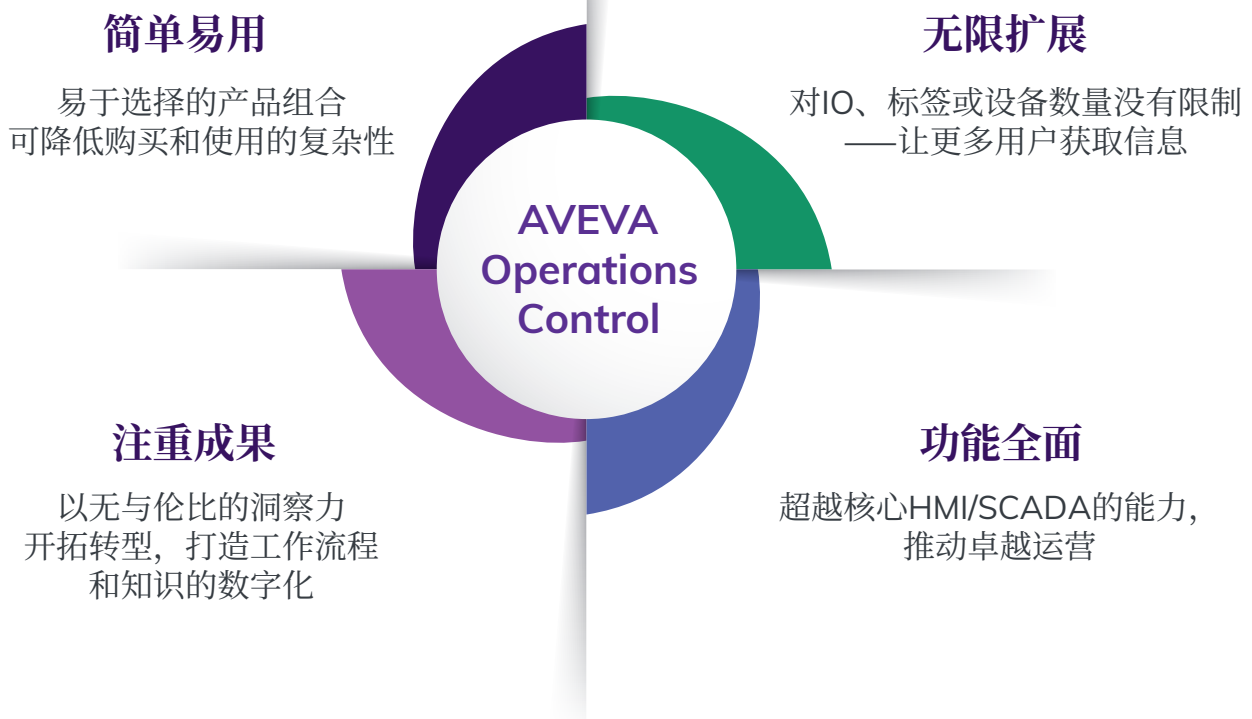 简单易用
易于选择的产品组合
可降低购买和使用的复杂性
无限扩展
对IO、标签或设备数量没有限制
——让更多用户获取信息
AVEVA
Operations
Control
注重成果
以无与伦比的洞察力
开拓转型，打造工作流程
和知识的数字化
功能全面
超越核心HMI/SCADA的能力，
推动卓越运营